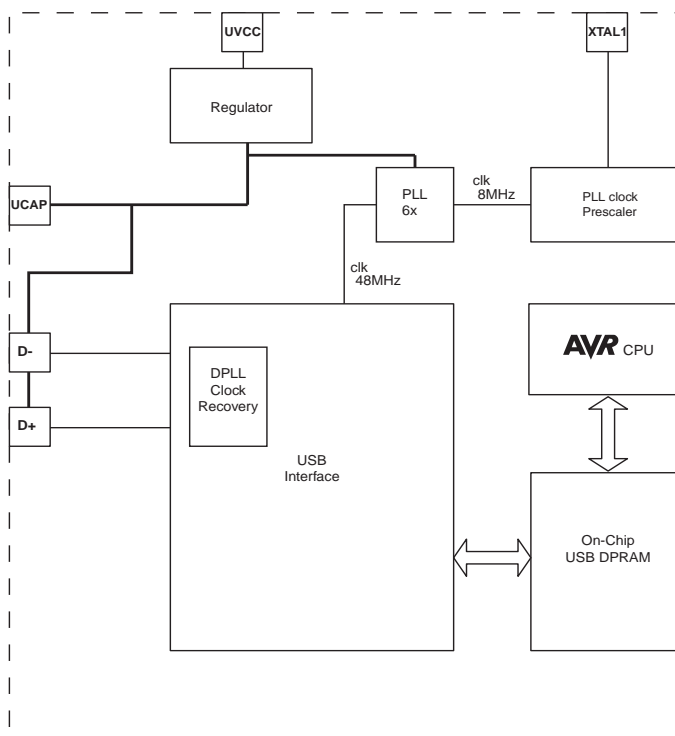 UVCC
XTAL1
Regulator
UCAP
PLL
6x
clk
8MHz
PLL clock
Prescaler
clk
48MHz
D-
D+
DPLL
Clock
Recovery
USB
Interface
AVR CPU
On-Chip
USB DPRAM